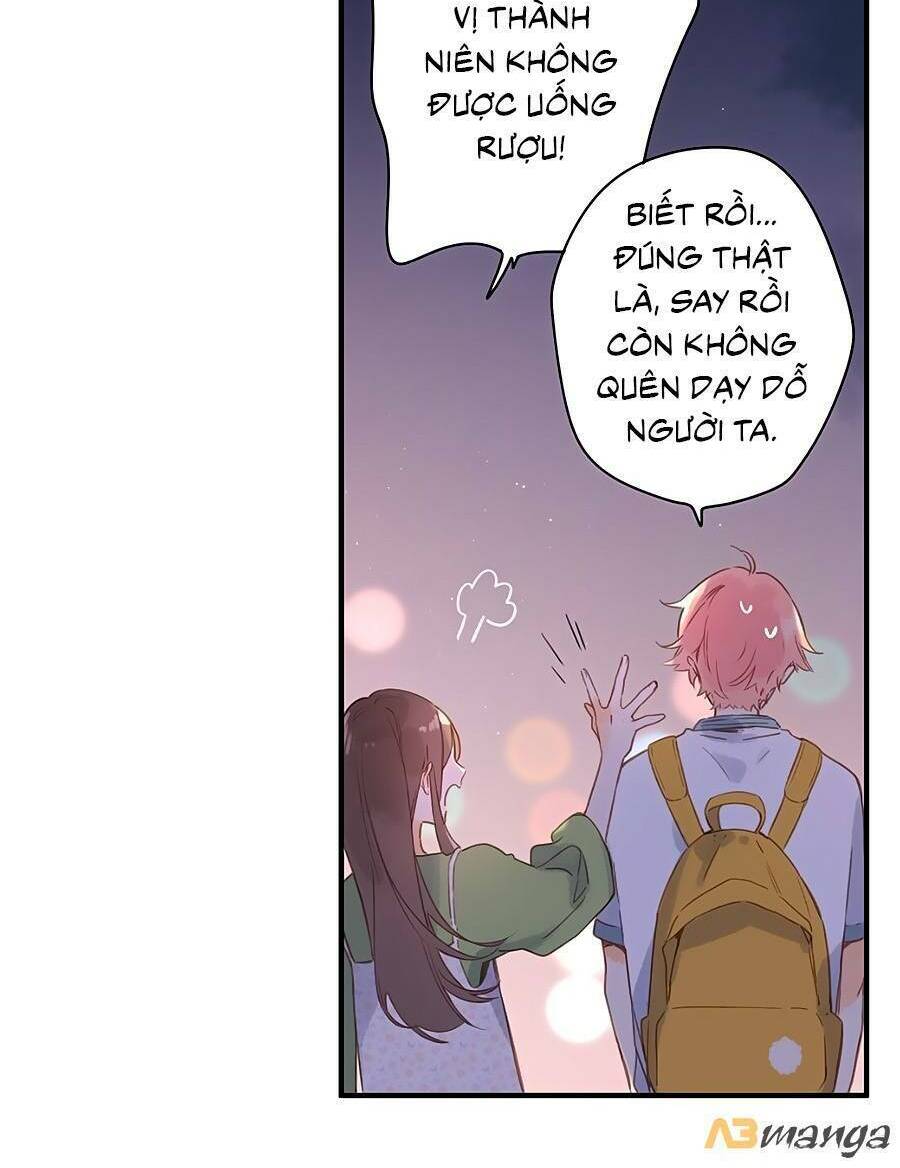 VỊ THÀNH
NIÊN KHÔNG
ĐƯỢC UỐNG
RƯỢU!
BIẾT RỒI...
ĐÚNG THẬT
LÀ, SAY RỒI
CÒN KHÔNG
QUÊN DẠY DỖ
NGƯỜI TA.
A3manga